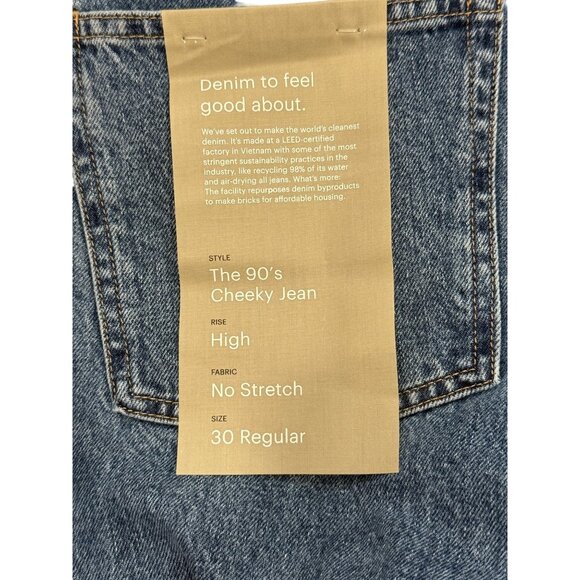 Denim to feel
good about.
We've set out to make the world's cleanest
denim. It's made at a LEED-certified
factory in Vietnam with some of the most
stringent sustainability practices in the
industry, like recycling 98% of its water
and air-drying all jeans. What's more:
The facility repurposes denim byproducts
to make bricks for affordable housing.
STYLE
The 90's
Cheeky Jean
RISE
High
FABRIC
No Stretch
SIZE
30 Regular